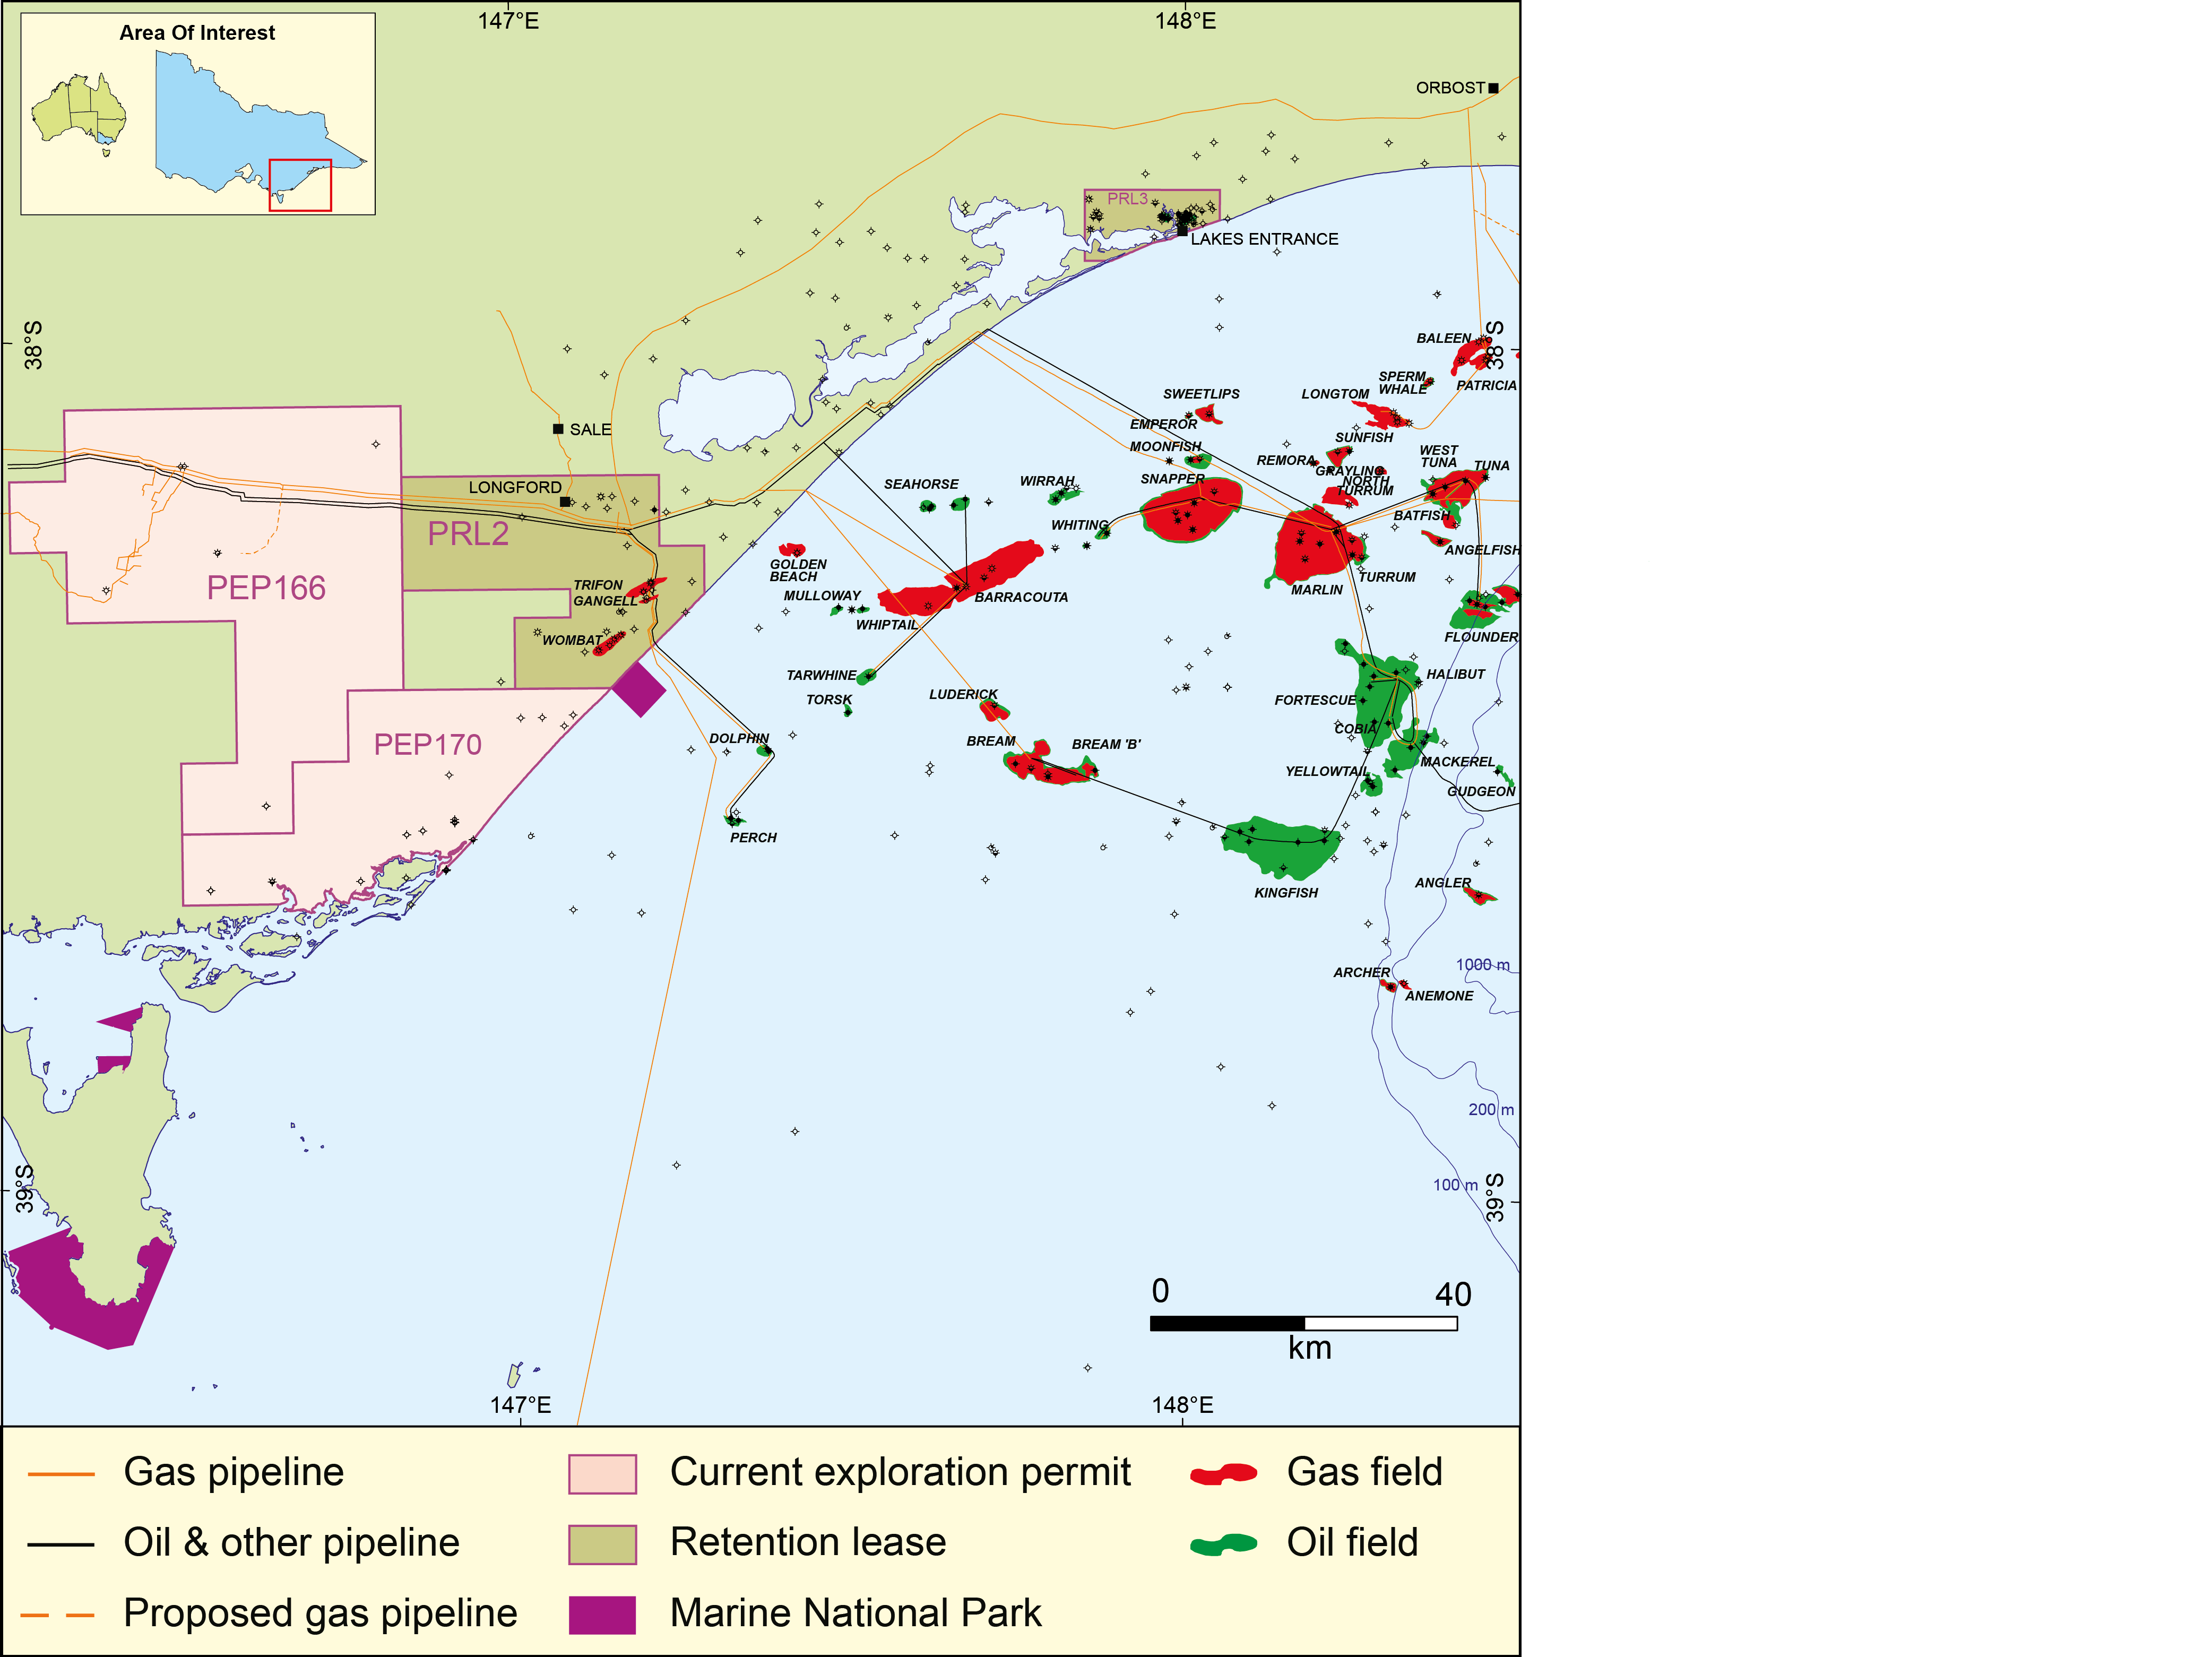 147°E
148°E
Area Of Interest
ORBOST
PRL3
LAKES ENTRANCE
38°S
38°S
BALEEN
SPERM
WHALE
PATRICIA
SWEETLIPS
LONGTOM
EMPEROR
SALE
MOONFISH
SUNFISH
WEST
TUNA
TUNA
REMORA
GRAYLING
NORTH
TURRUM
SNAPPER
WIRRAH
SEAHORSE
LONGFORD
BATFISH
WHITING
PRL2
ANGELFISH
GOLDEN
BEACH
TURRUM
MARLIN
PEP166
TRIFON
GANGELL
MULLOWAY
BARRACOUTA
WHIPTAIL
FLOUNDER
WOMBAT
TARWHINE
HALIBUT
LUDERICK
TORSK
FORTESCUE
COBIA
PEP170
DOLPHIN
BREAM
BREAM 'B'
MACKEREL
YELLOWTAIL
GUDGEON
PERCH
KINGFISH
ANGLER
1000 m
ARCHER
ANEMONE
200 m
39°S
100 m
39°S
0
40
km
147°E
148°E
Gas pipeline
Current exploration permit
Gas field
Oil & other pipeline
Retention lease
Oil field
Proposed gas pipeline
Marine National Park